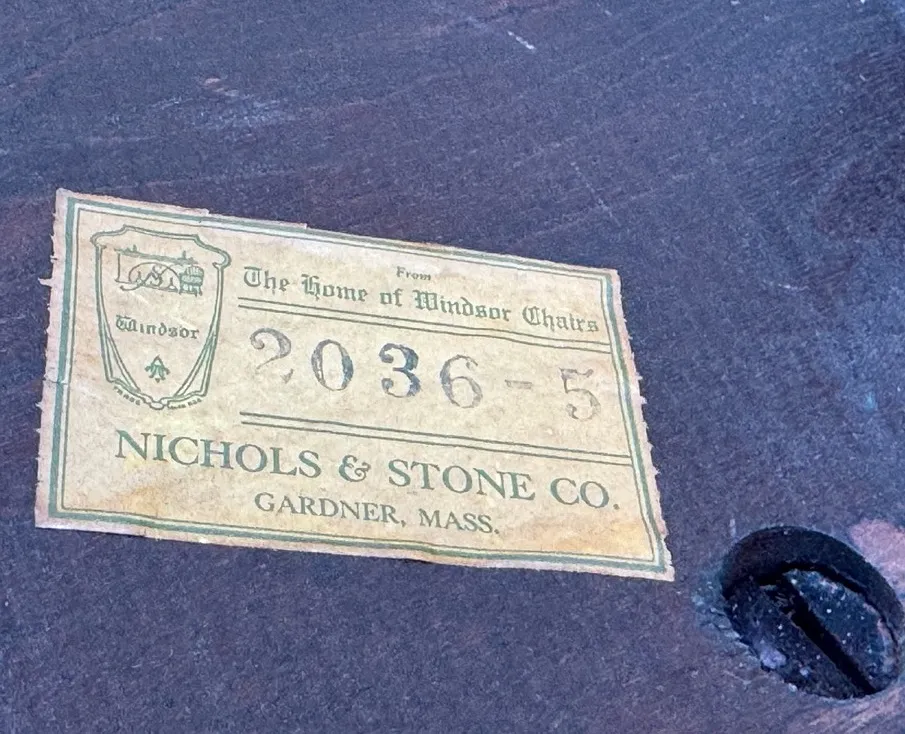 Windsor
From
The Home of Windsor Chairs
2036-5
NICHOLS & STONE CO.
GARDNER, MASS.